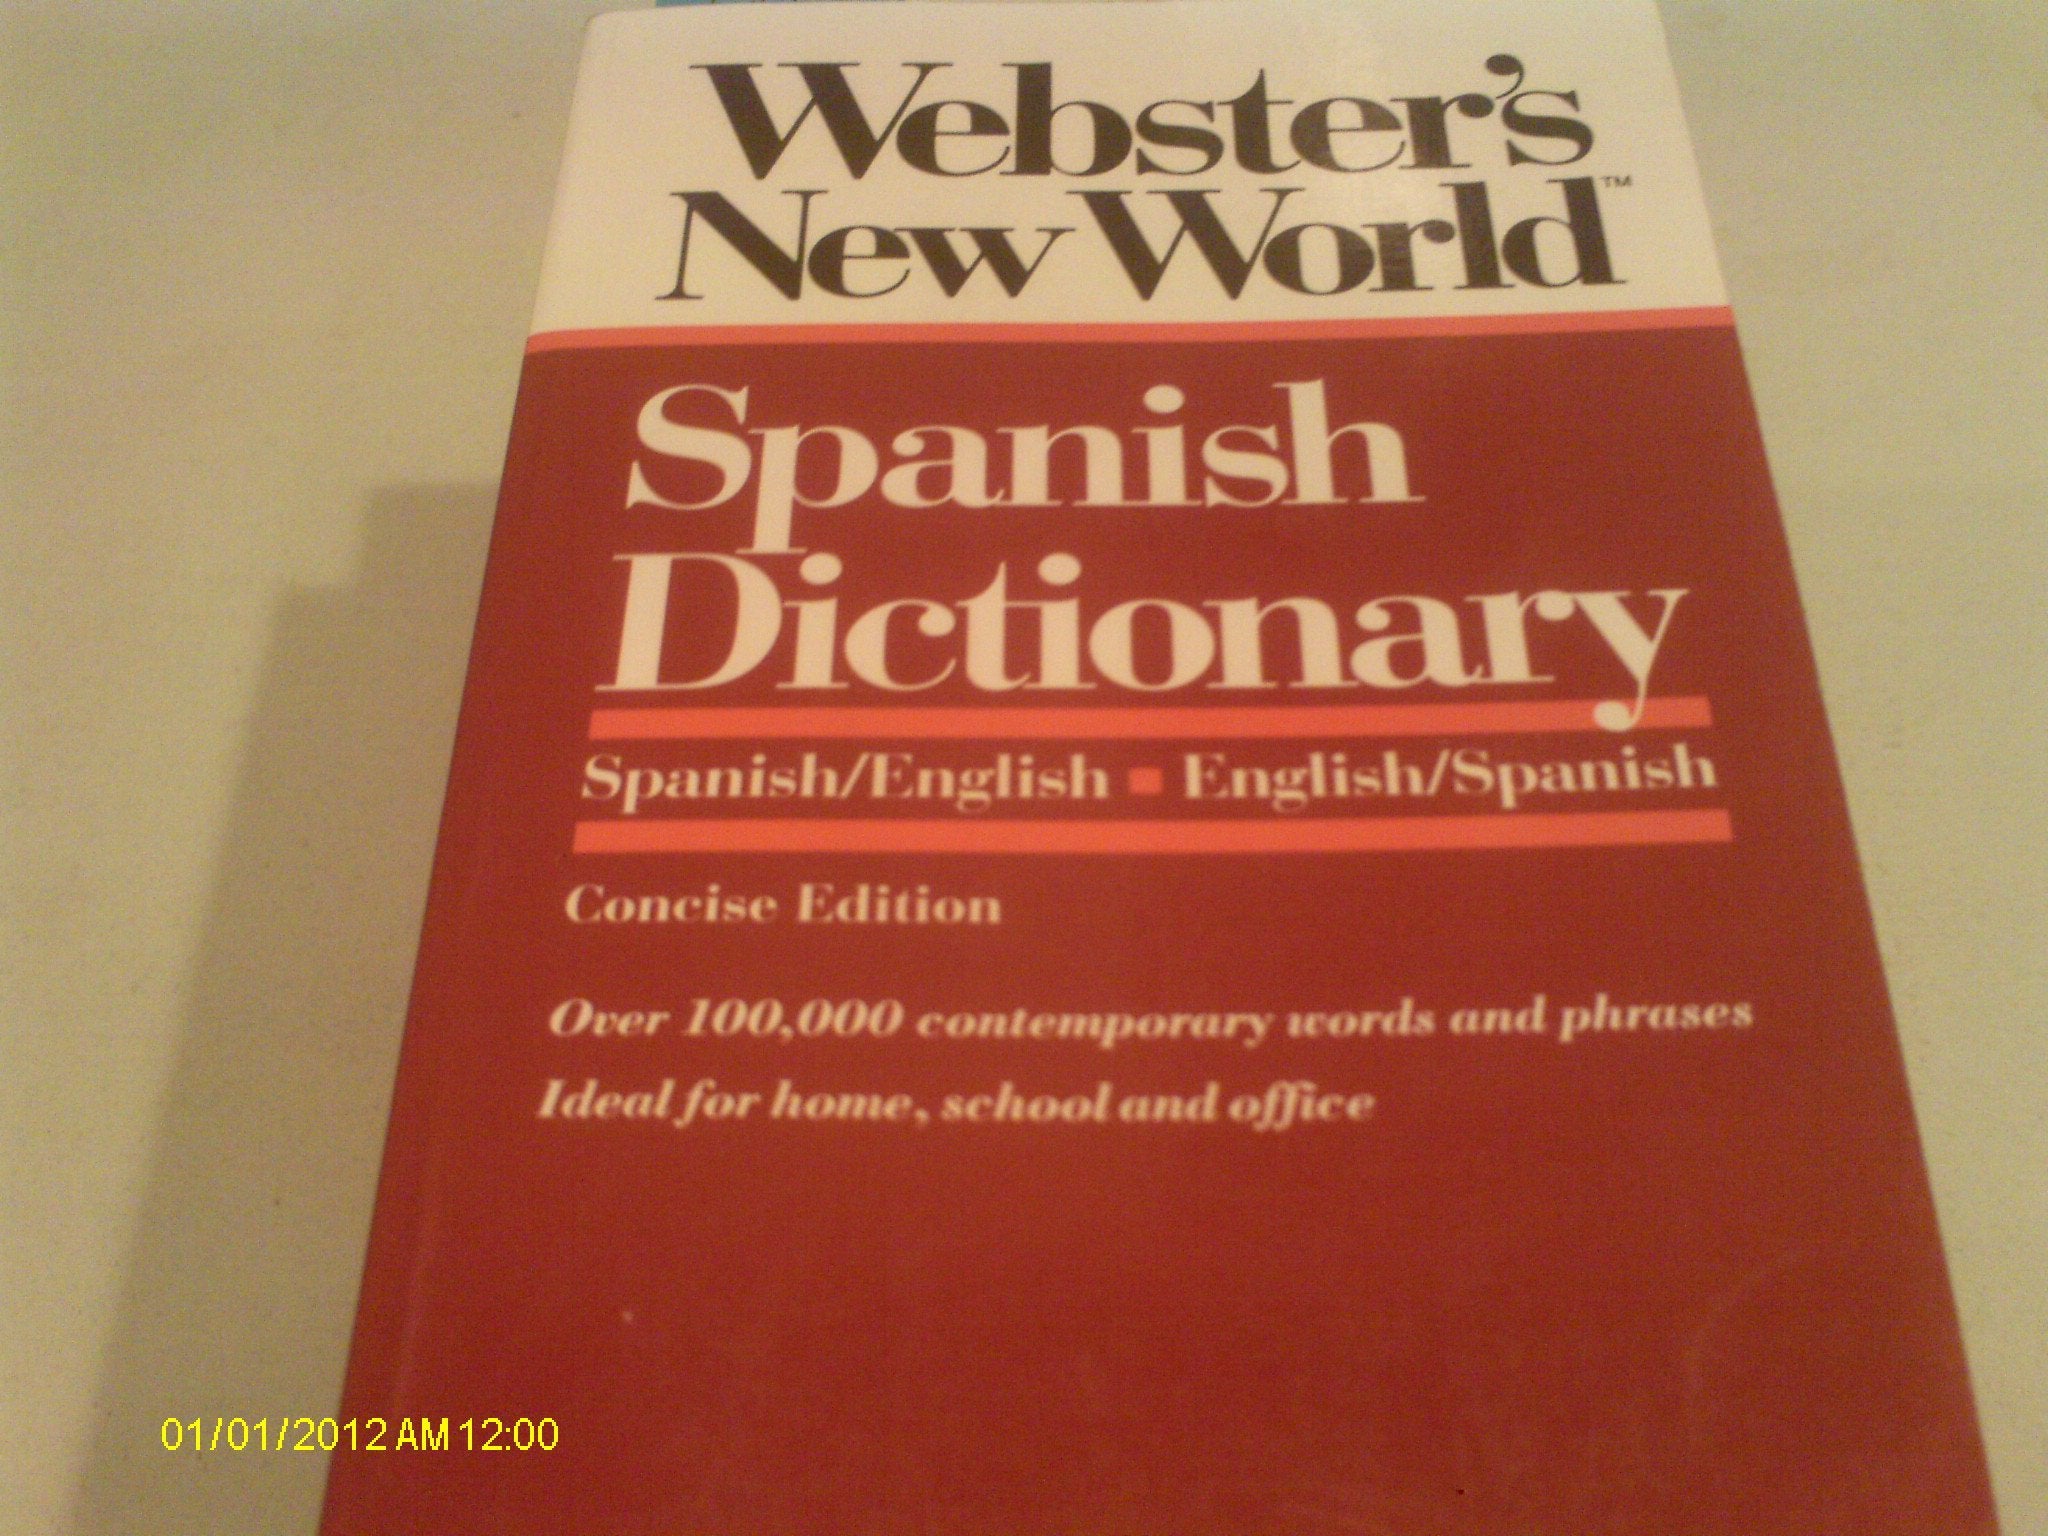 Webster's
New World™
Spanish
Dictionary
Spanish/English ▪ English/Spanish
Concise Edition
Over 100,000 contemporary words and phrases
Ideal for home, school and office
01/01/2012 AM 12:00